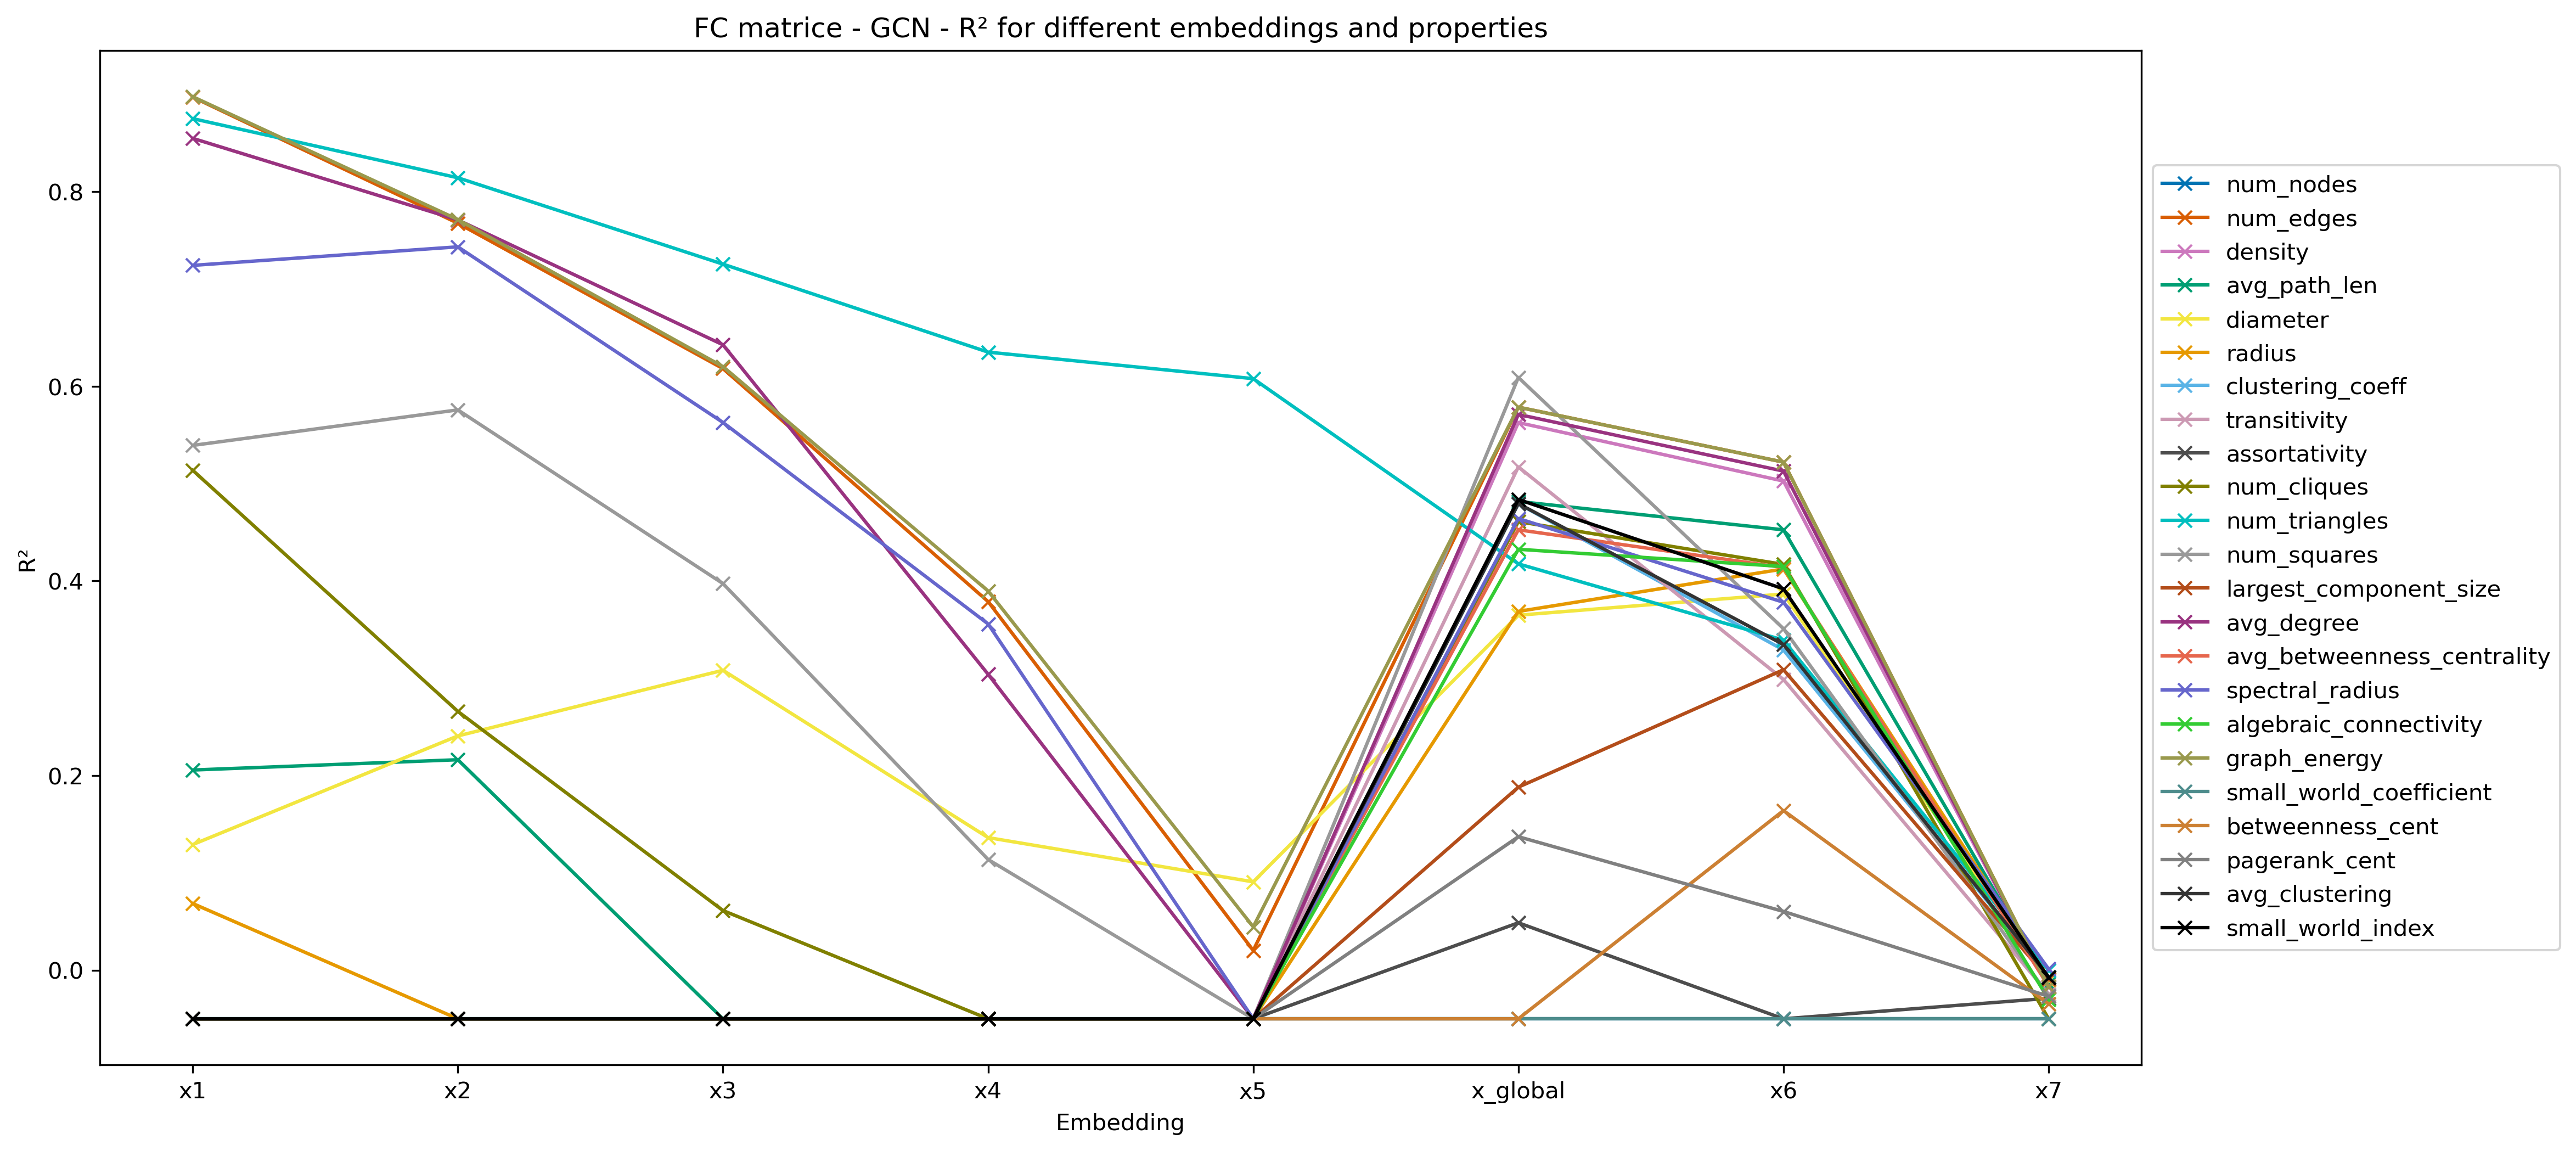 FC matrice - GCN - R² for different embeddings and properties
R²
0.8
0.6
0.4
0.2
0.0
x1
x2
x3
x4
x5
x_global
x6
x7
Embedding
num_nodes
num_edges
density
avg_path_len
diameter
radius
clustering_coeff
transitivity
assortativity
num_cliques
num_triangles
num_squares
largest_component_size
avg_degree
avg_betweenness_centrality
spectral_radius
algebraic_connectivity
graph_energy
small_world_coefficient
betweenness_cent
pagerank_cent
avg_clustering
small_world_index